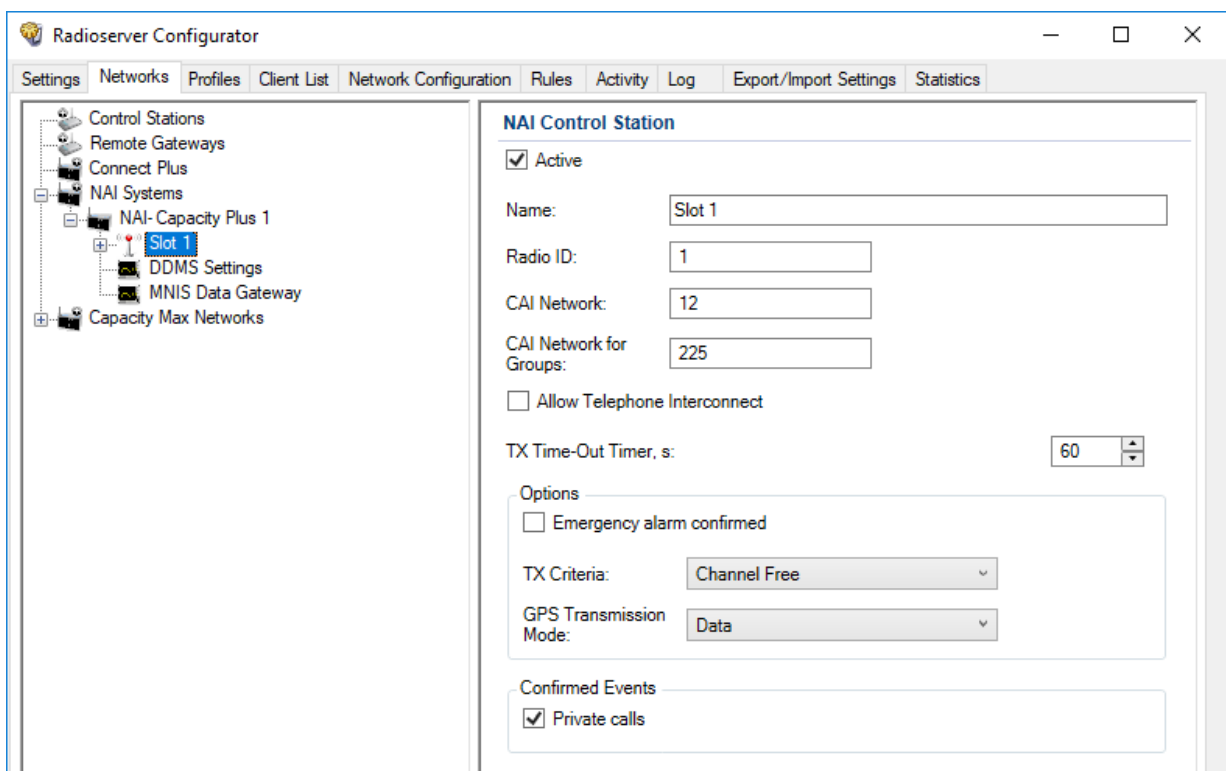 Radioserver Configurator
Settings Networks Profiles Client List Network Configuration Rules Activity Log Export/Import Settings Statistics
Control Stations
Remote Gateways
Connect Plus
NAI Systems
NAI- Capacity Plus 1
Slot 1
DDMS Settings
MNIS Data Gateway
Capacity Max Networks
NAI Control Station
Active
Name: Slot 1
Radio ID: 1
CAI Network: 12
CAI Network for
Groups: 225
Allow Telephone Interconnect
TX Time-Out Timer, s: 60
Options
Emergency alarm confirmed
TX Criteria: Channel Free
GPS Transmission
Mode: Data
Confirmed Events
Private calls